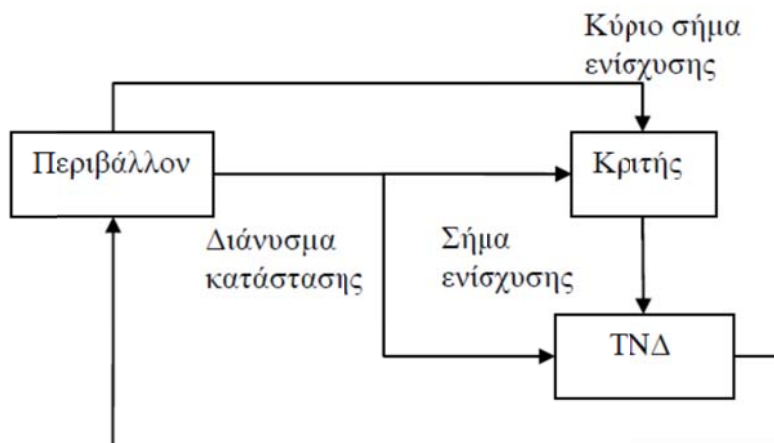 Κύριο σήμα
ενίσχυσης
Περιβάλλον
Κριτής
Διάνυσμα
κατάστασης
Σήμα
ενίσχυσης
ΤΝΔ